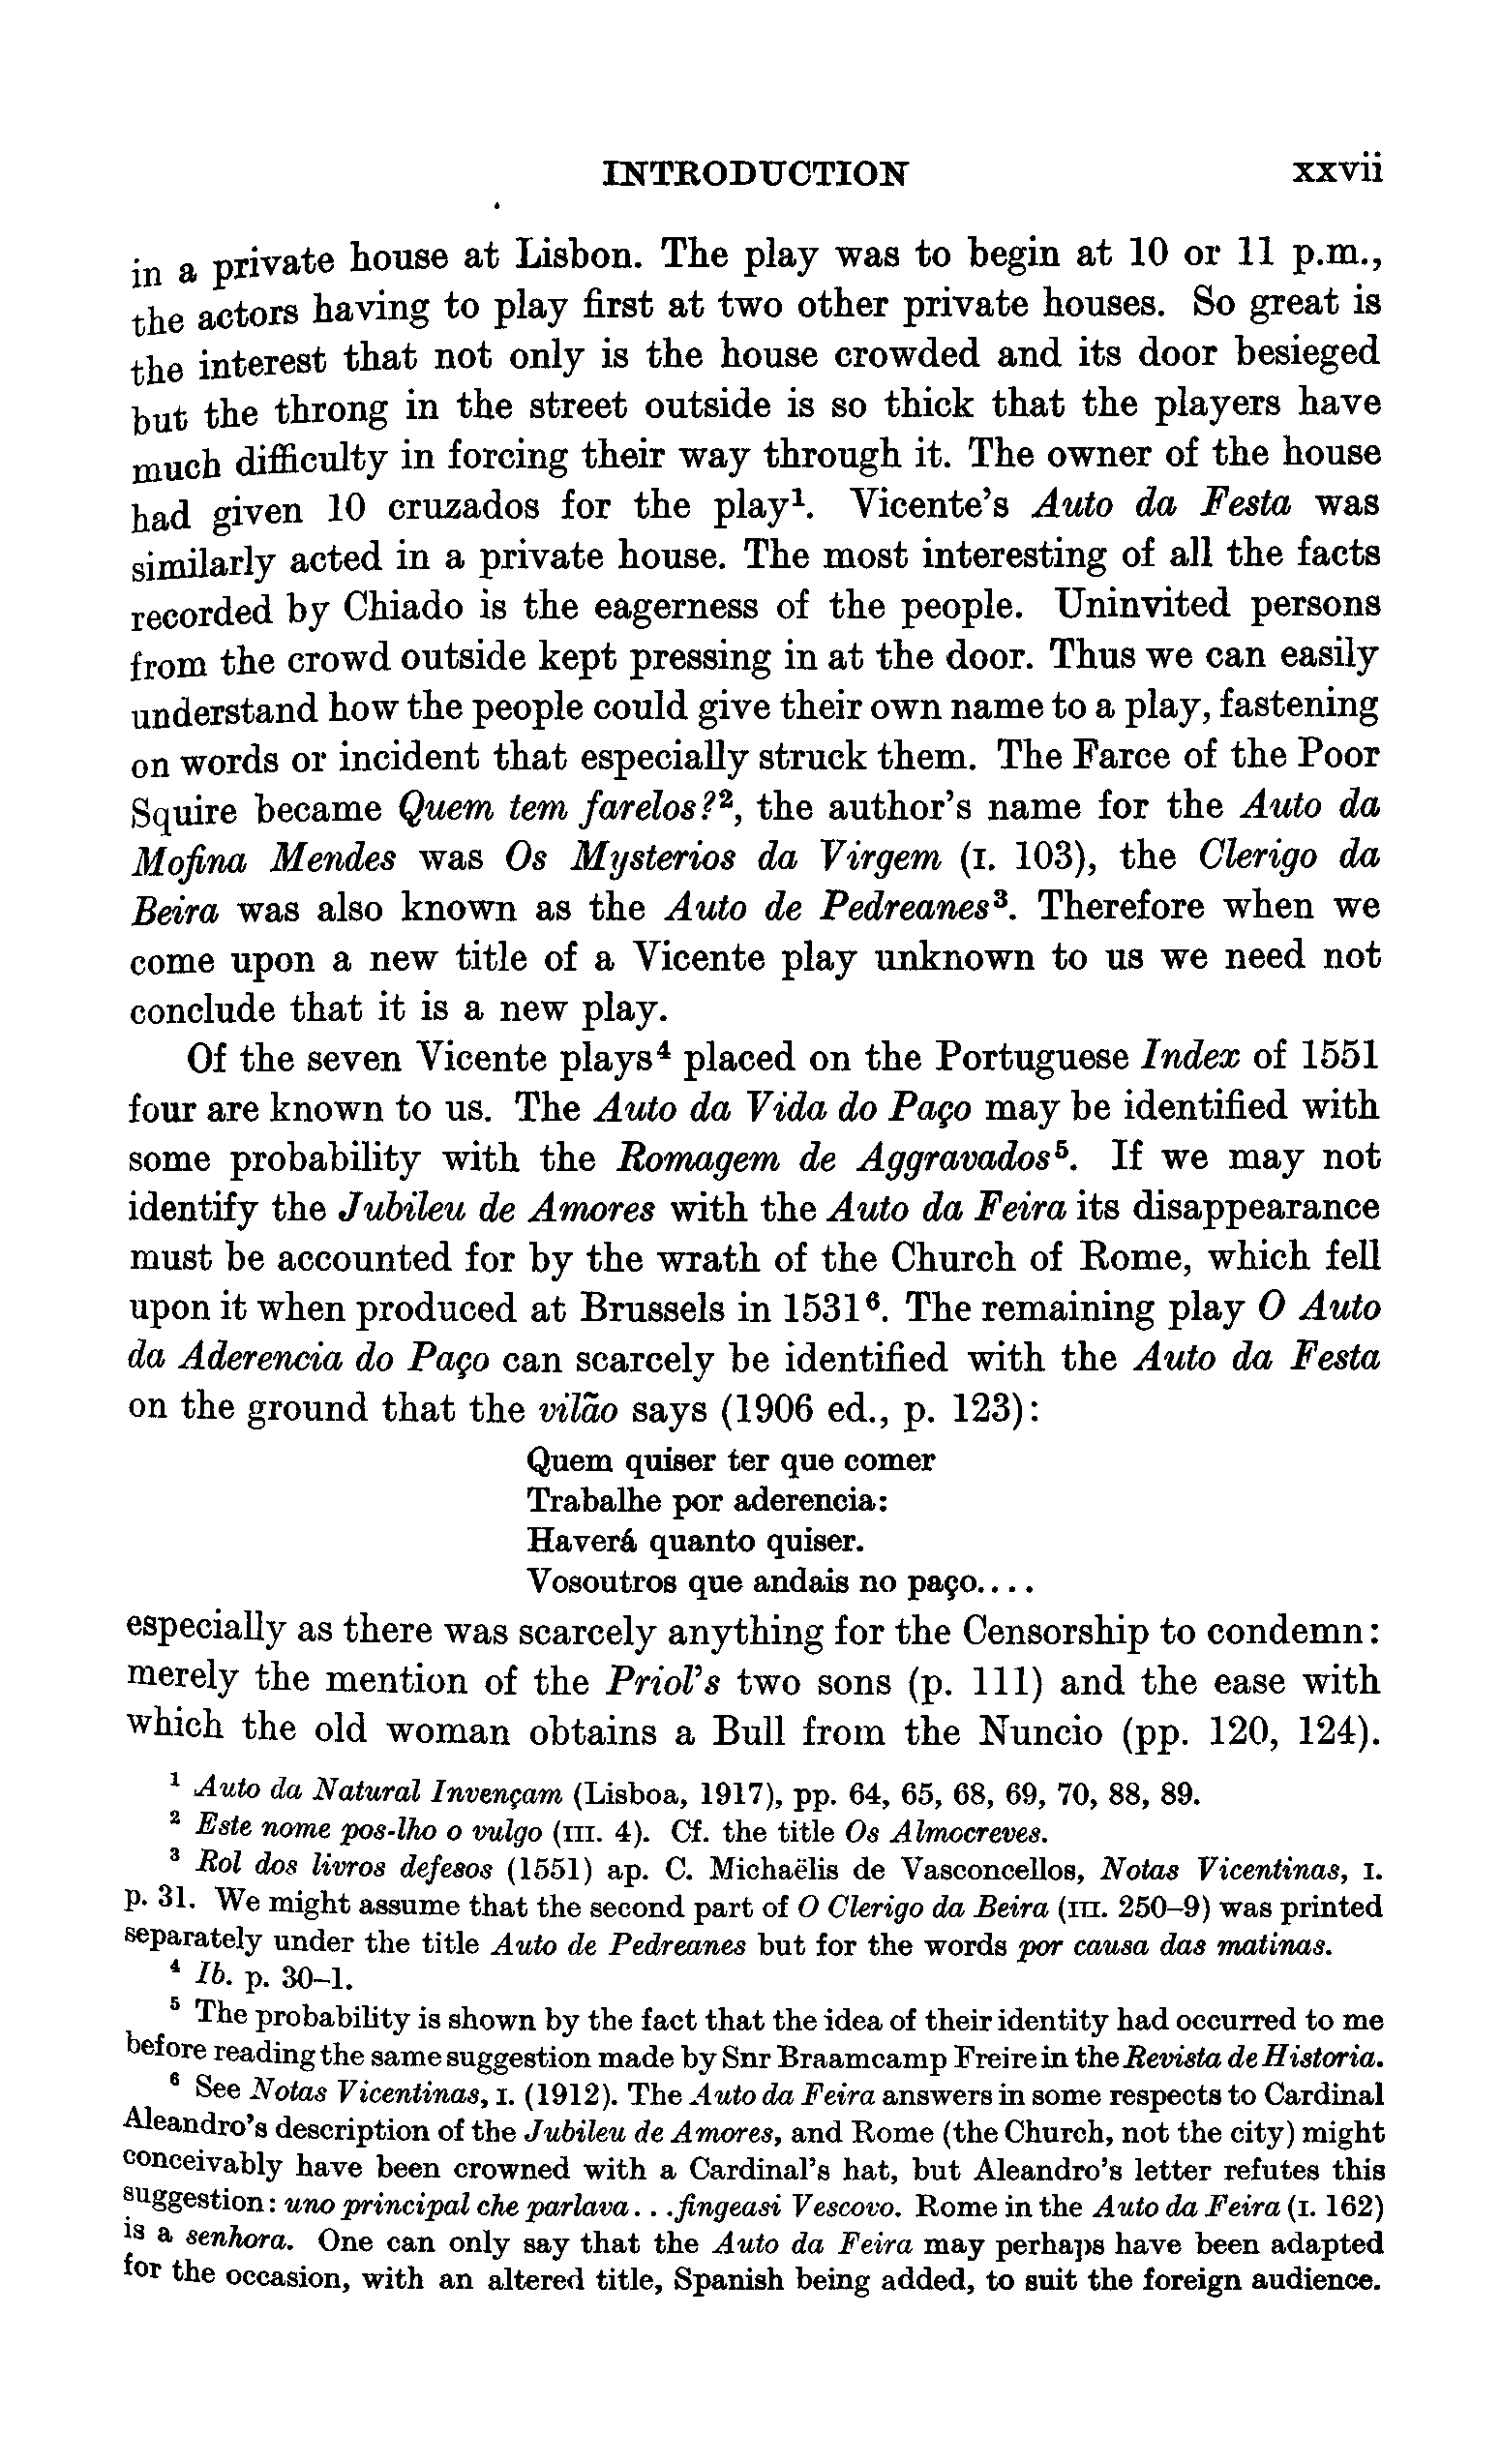 INTRODUCTION xxvii
in a private house at Lisbon. The play was to begin at 10 or 11 p.m.,
the actors having to play first at two other private houses. So great is
the interest that not only is the house crowded and its door besieged
but the throng in the street outside is so thick that the players have
much difficulty in forcing their way through it. The owner of the house
had given 10 cruzados for the play¹. Vicente's Auto da Festa was
similarly acted in a private house. The most interesting of all the facts
recorded by Chiado is the eagerness of the people. Uninvited persons
from the crowd outside kept pressing in at the door. Thus we can easily
understand how the people could give their own name to a play, fastening
on words or incident that especially struck them. The Farce of the Poor
Squire became Quem tem farelos?², the author's name for the Auto da
Mofina Mendes was Os Mysterios da Virgem (I. 103), the Clerigo da
Beira was also known as the Auto de Pedreanes³. Therefore when we
come upon a new title of a Vicente play unknown to us we need not
conclude that it is a new play.
Of the seven Vicente plays⁴ placed on the Portuguese Index of 1551
four are known to us. The Auto da Vida do Paço may be identified with
some probability with the Romagem de Aggravados⁵. If we may not
identify the Jubileu de Amores with the Auto da Feira its disappearance
must be accounted for by the wrath of the Church of Rome, which fell
upon it when produced at Brussels in 1531⁶. The remaining play O Auto
da Aderencia do Paço can scarcely be identified with the Auto da Festa
on the ground that the vilão says (1906 ed., p. 123):
Quem quiser ter que comer
Trabalhe por aderencia:
Haverá quanto quiser.
Vosoutros que andais no paço....
especially as there was scarcely anything for the Censorship to condemn:
merely the mention of the Priol's two sons (p. 111) and the ease with
which the old woman obtains a Bull from the Nuncio (pp. 120, 124).
¹ Auto da Natural Invençam (Lisboa, 1917), pp. 64, 65, 68, 69, 70, 88, 89.
² Este nome pos-lho o vulgo (III. 4). Cf. the title Os Almocreves.
³ Rol dos livros defesos (1551) ap. C. Michaëlis de Vasconcellos, Notas Vicentinas, I.
p. 31. We might assume that the second part of O Clerigo da Beira (III. 250–9) was printed
separately under the title Auto de Pedreanes but for the words por causa das matinas.
⁴ Ib. p. 30–1.
⁵ The probability is shown by the fact that the idea of their identity had occurred to me
before reading the same suggestion made by Snr Braamcamp Freire in the Revista de Historia.
⁶ See Notas Vicentinas, I. (1912). The Auto da Feira answers in some respects to Cardinal
Aleandro's description of the Jubileu de Amores, and Rome (the Church, not the city) might
conceivably have been crowned with a Cardinal's hat, but Aleandro's letter refutes this
suggestion: uno principal che parlava...fingeasi Vescovo. Rome in the Auto da Feira (I. 162)
is a senhora. One can only say that the Auto da Feira may perhaps have been adapted
for the occasion, with an altered title, Spanish being added, to suit the foreign audience.